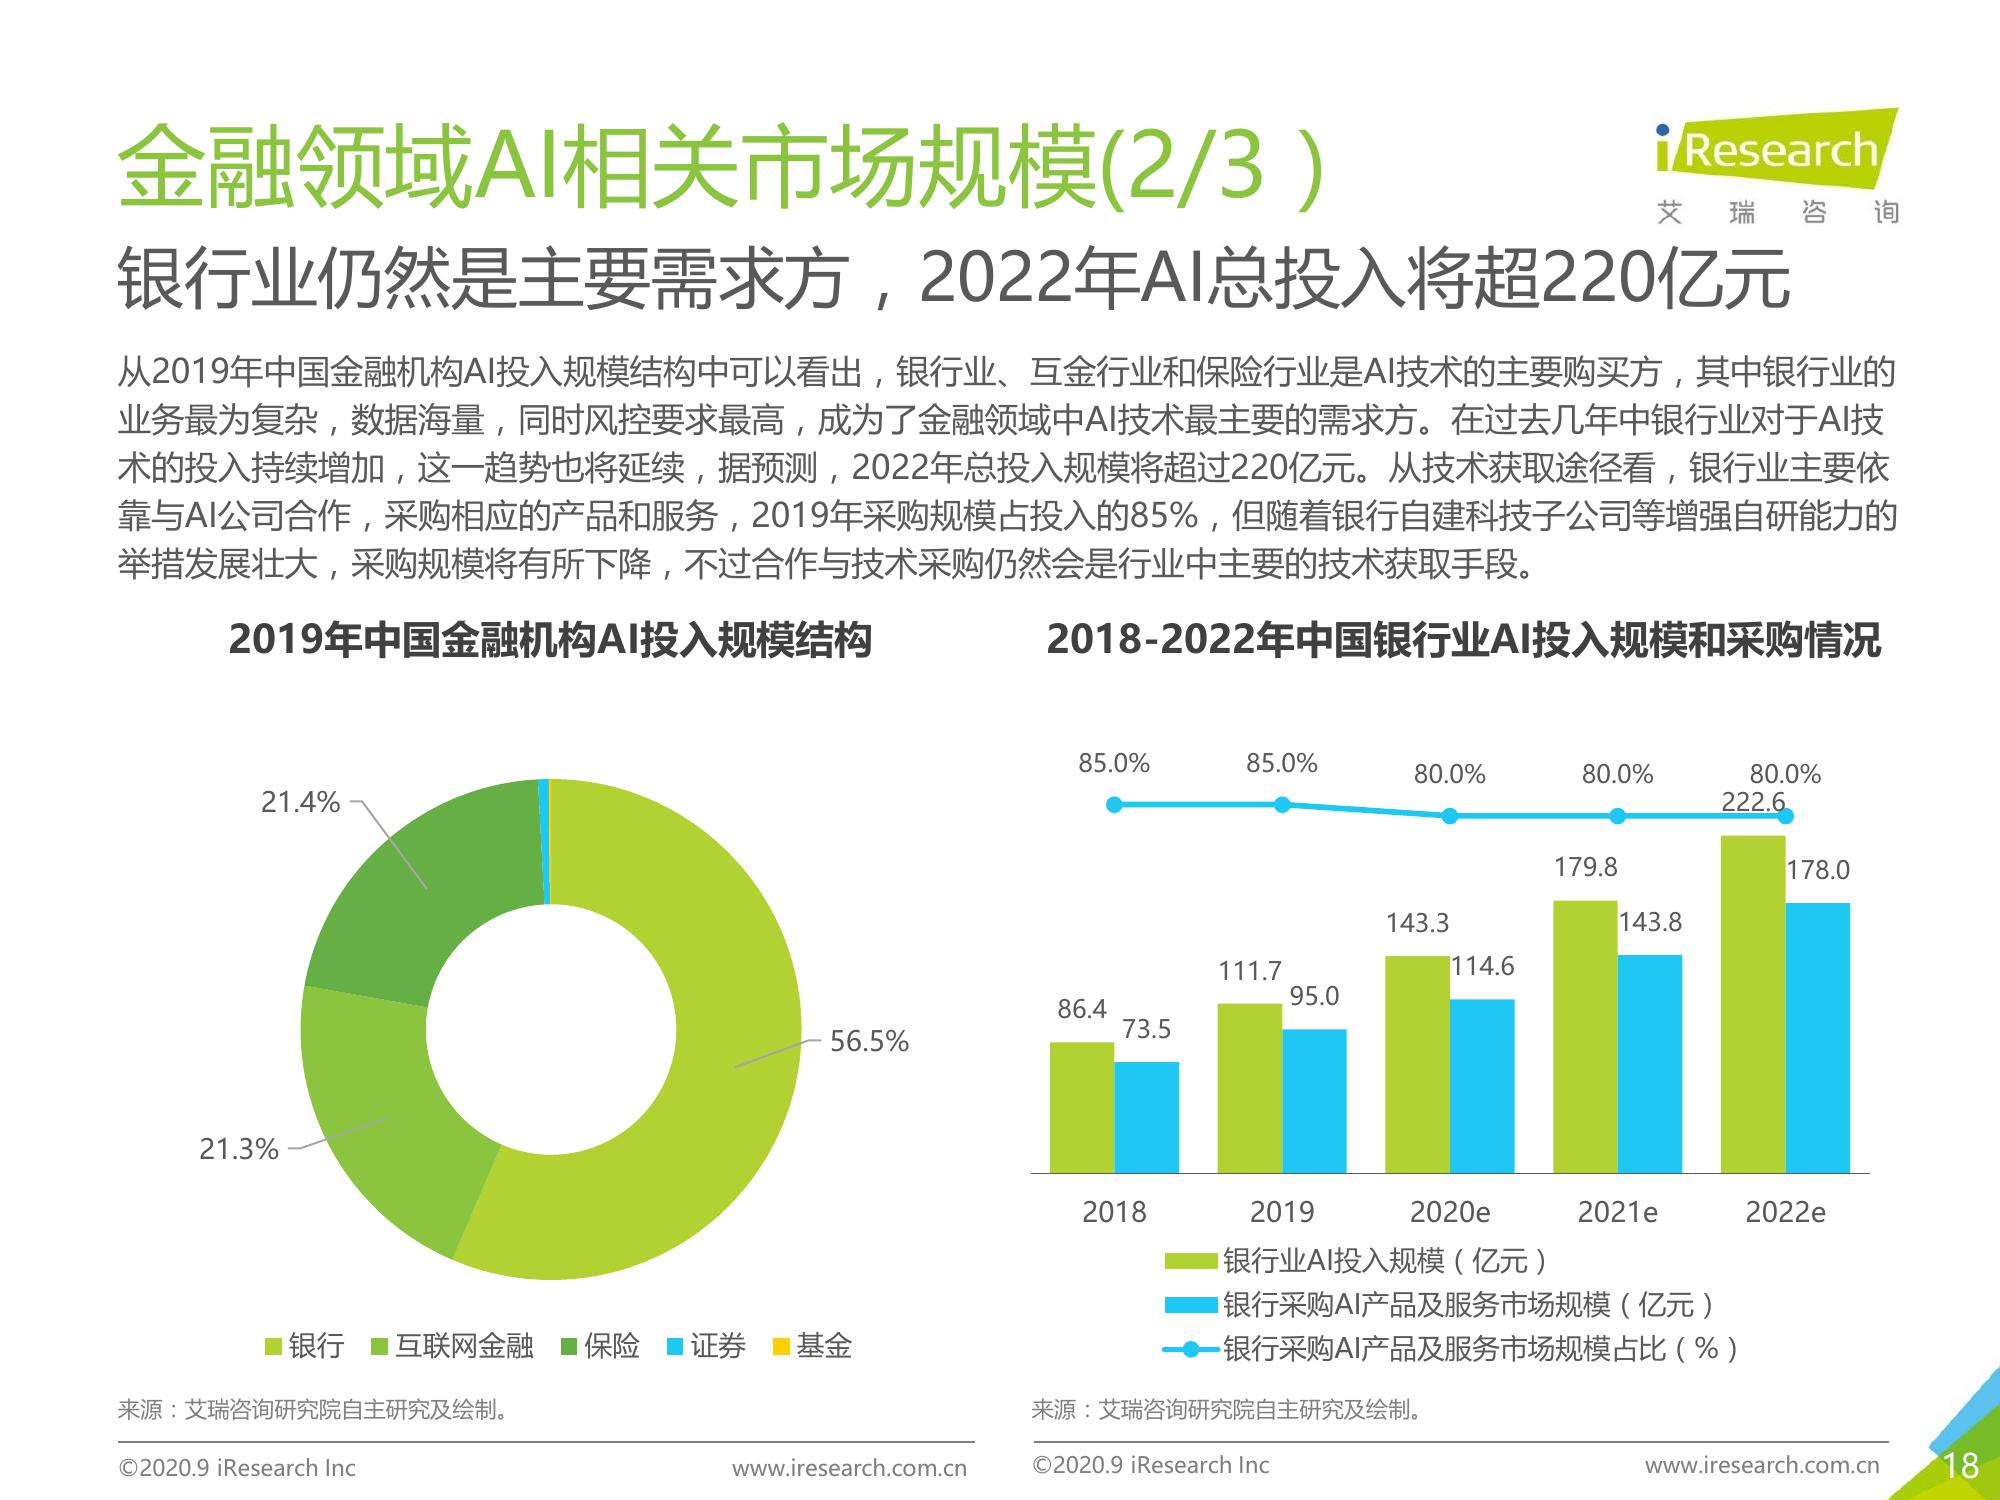 金融领域AI相关市场规模(2/3）
iResearch
艾瑞咨询
银行业仍然是主要需求方，2022年AI总投入将超220亿元
从2019年中国金融机构AI投入规模结构中可以看出，银行业、互金行业和保险行业是AI技术的主要购买方，其中银行业的
业务最为复杂，数据海量，同时风控要求最高，成为了金融领域中AI技术最主要的需求方。在过去几年中银行业对于AI技
术的投入持续增加，这一趋势也将延续，据预测，2022年总投入规模将超过220亿元。从技术获取途径看，银行业主要依
靠与AI公司合作，采购相应的产品和服务，2019年采购规模占投入的85%，但随着银行自建科技子公司等增强自研能力的
举措发展壮大，采购规模将有所下降，不过合作与技术采购仍然会是行业中主要的技术获取手段。
2019年中国金融机构AI投入规模结构
21.4%
56.5%
21.3%
银行 互联网金融 保险 证券 基金
来源：艾瑞咨询研究院自主研究及绘制。
©2020.9 iResearch Inc www.iresearch.com.cn
2018-2022年中国银行业AI投入规模和采购情况
85.0% 85.0% 80.0% 80.0% 80.0%
222.6
179.8 178.0
143.3 143.8
111.7 114.6
86.4 95.0
73.5
2018 2019 2020e 2021e 2022e
银行业AI投入规模（亿元）
银行采购AI产品及服务市场规模（亿元）
银行采购AI产品及服务市场规模占比（%）
来源：艾瑞咨询研究院自主研究及绘制。
©2020.9 iResearch Inc www.iresearch.com.cn
18